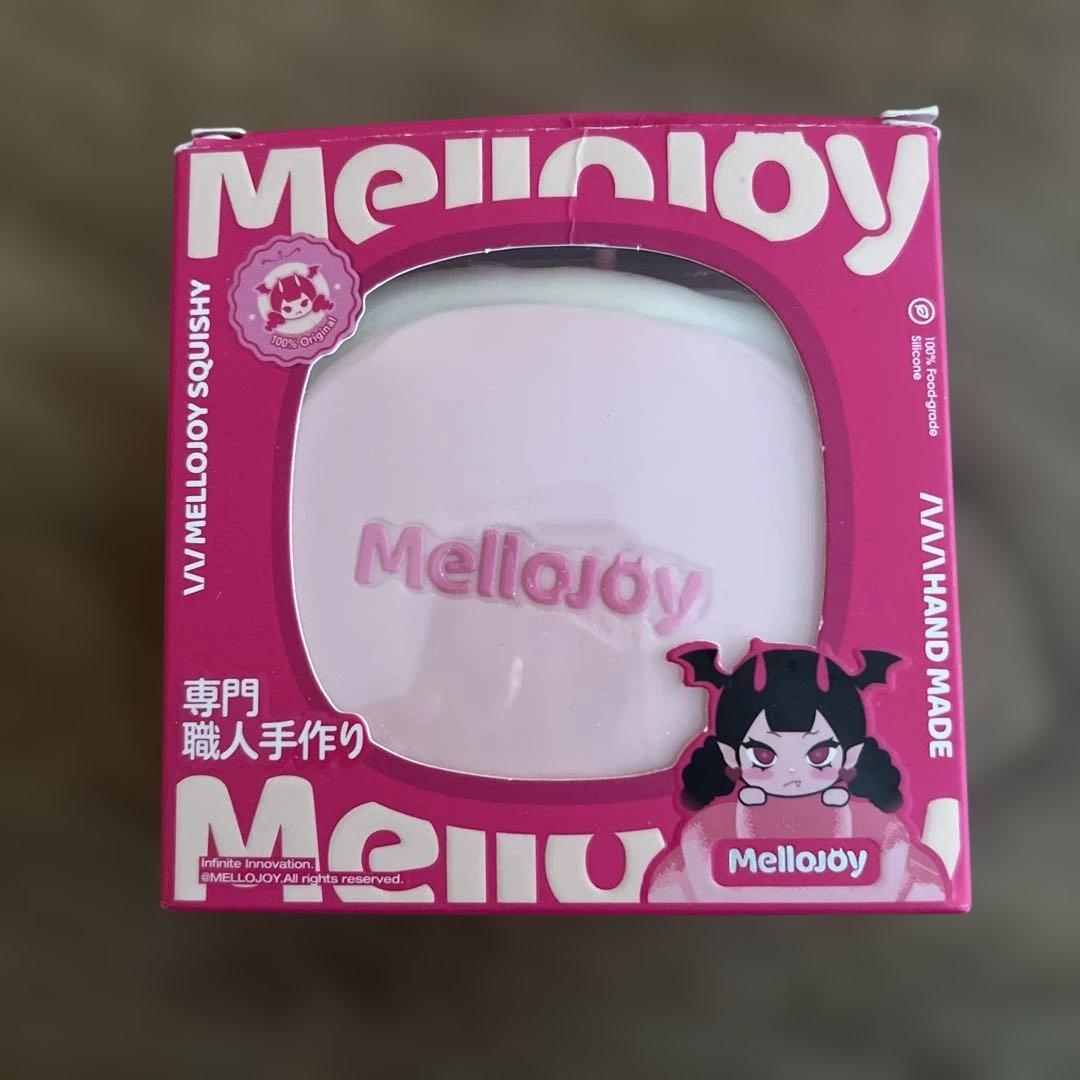 Mellojoy
100% Original
MELLOJOY SQUISHY
100% Food-grade
Silicone
Mellojoy
HAND MADE
専門
職人手作り
Mellojoy
Infinite Innovation.
@MELLOJOY.All rights reserved.
Mellojoy